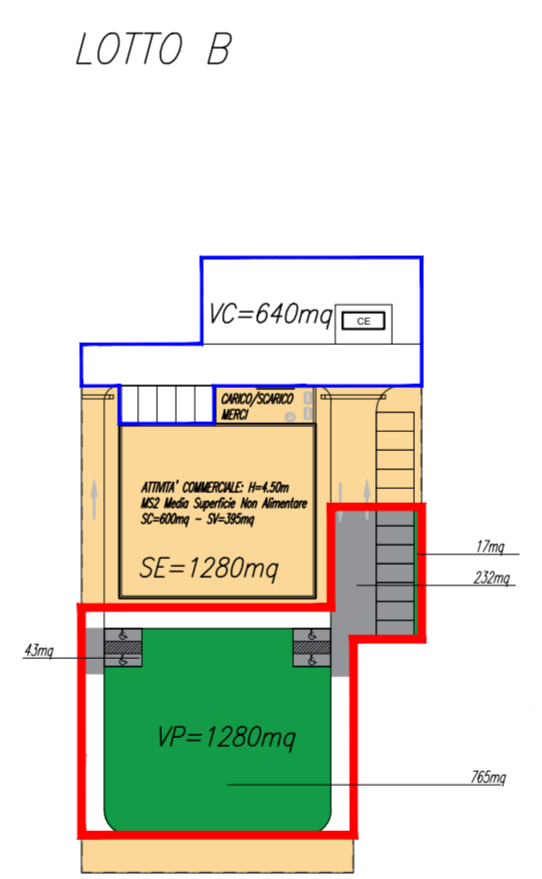 LOTTO B
VC=640mq
CE
CARICO/SCARICO
MERCI
ATTIVITA' COMMERCIALE: H=4.50m
MS2 Media Superficie Non Alimentare
SC=600mq - SV=395mq
SE=1280mq
17mq
232mq
43mq
VP=1280mq
765mq